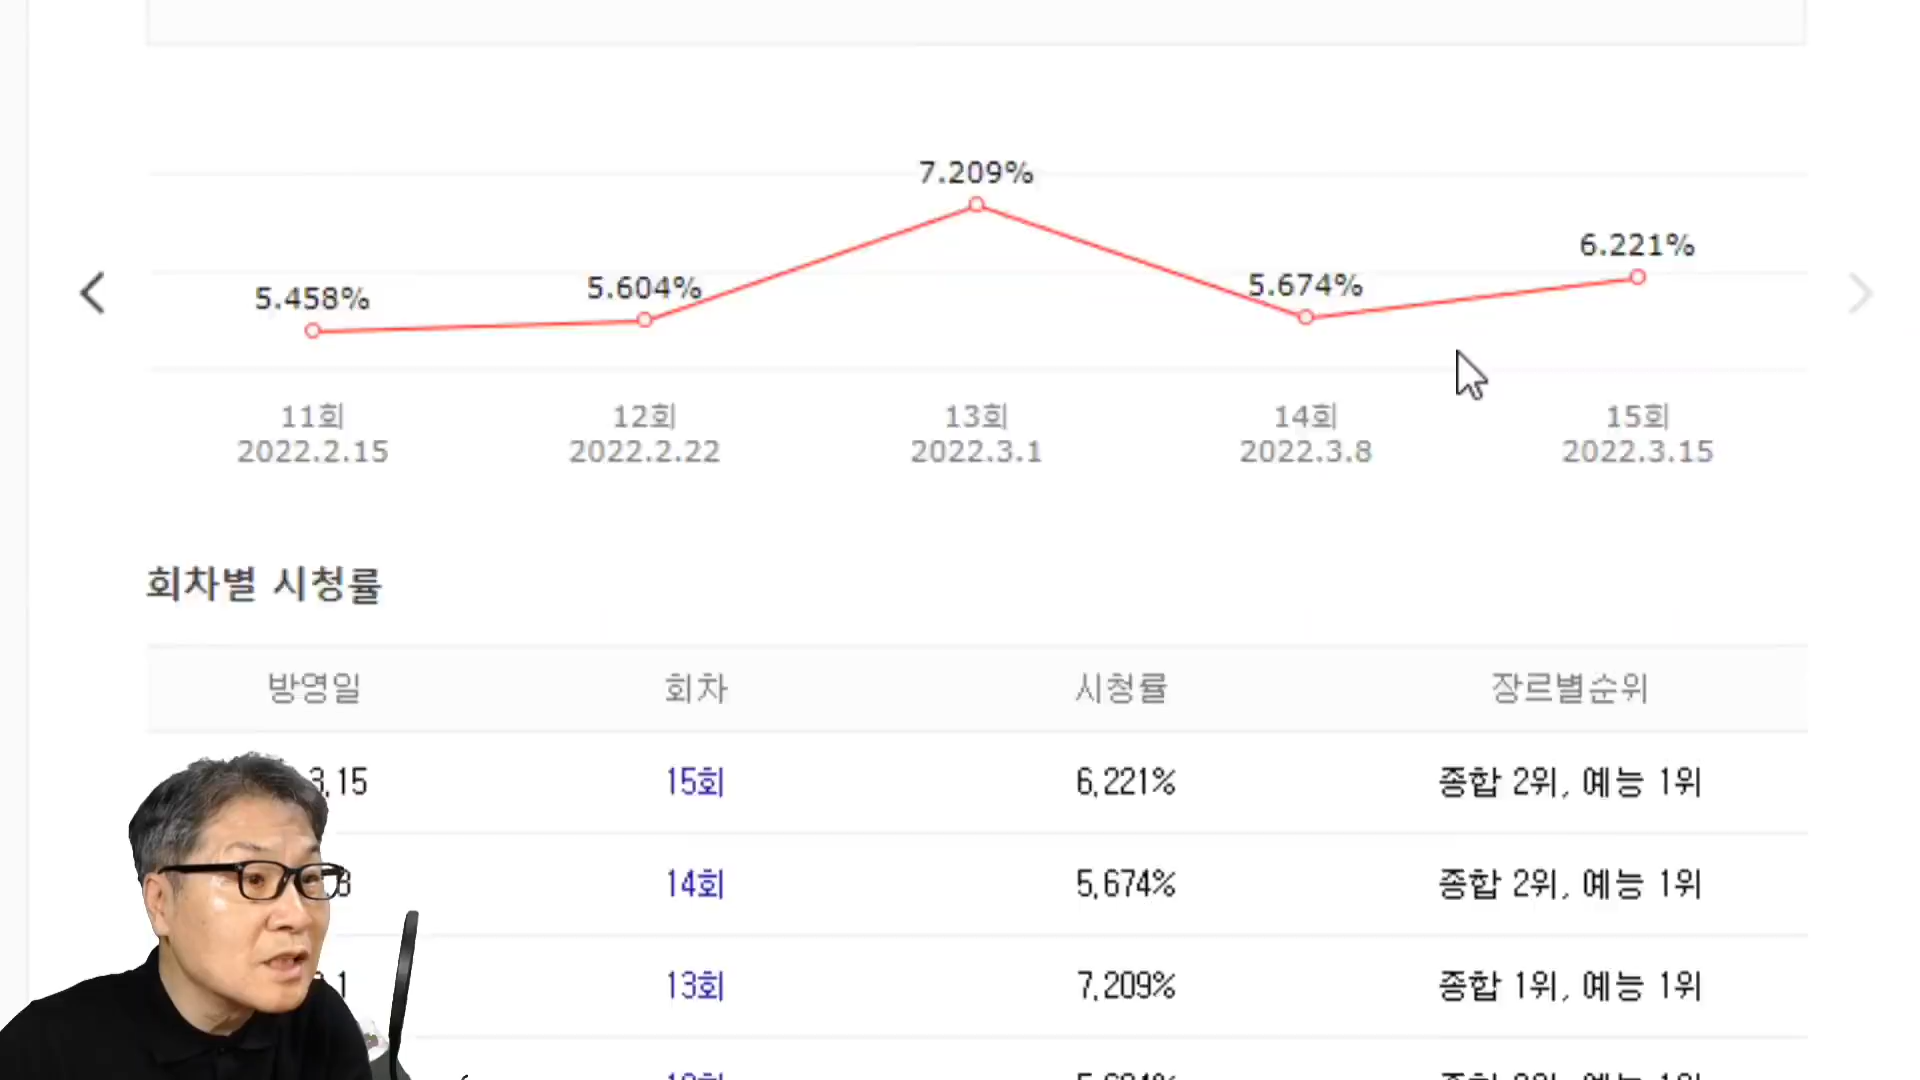 7.209%
6.221%
5.458%
5.604%
5.674%
11회
12회
13회
14회
15회
2022.2.15
2022.2.22
2022.3.1
2022.3.8
2022.3.15
회차별 시청률
방영일 회차 시청률 장르별순위
3.15 15회 6.221% 종합 2위, 예능 1위
14회 5.674% 종합 2위, 예능 1위
13회 7.209% 종합 1위, 예능 1위